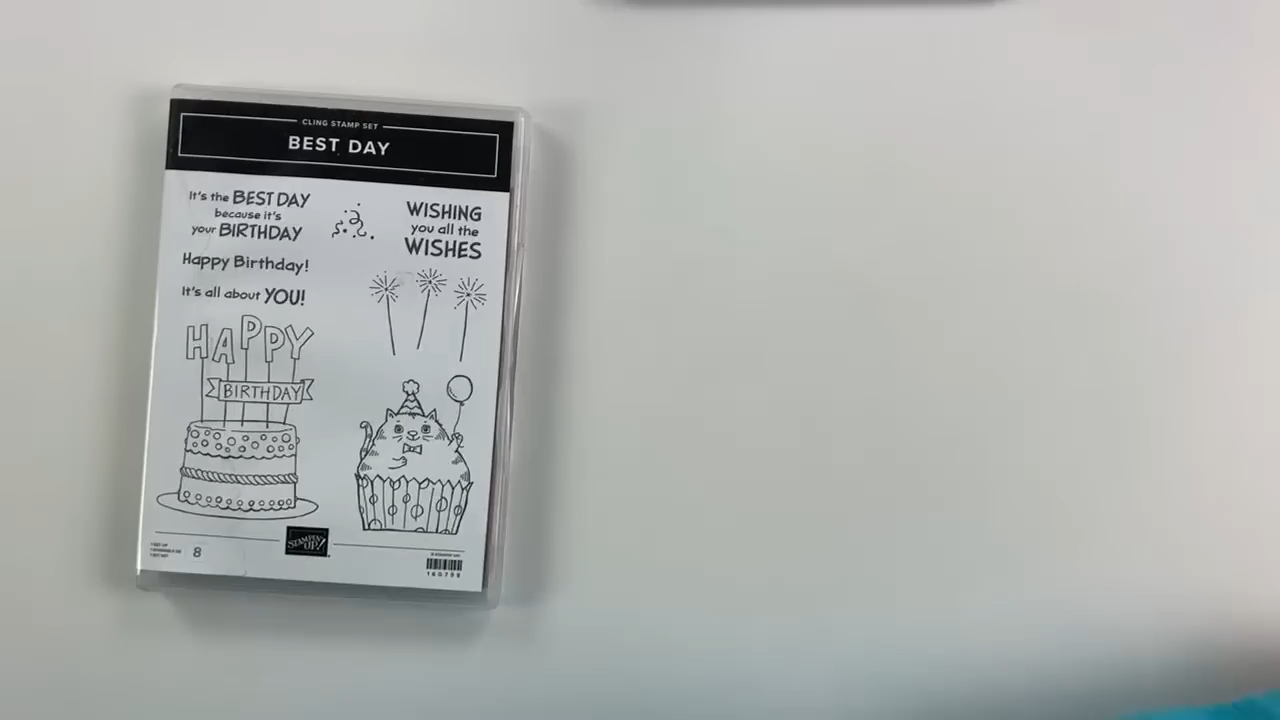 CLING STAMP SET
BEST DAY
It's the BEST DAY
because it's
your BIRTHDAY
WISHING
you all the
WISHES
Happy Birthday!
It's all about YOU!
HAPPY
BIRTHDAY
STAMPIN' UP!
8
160798